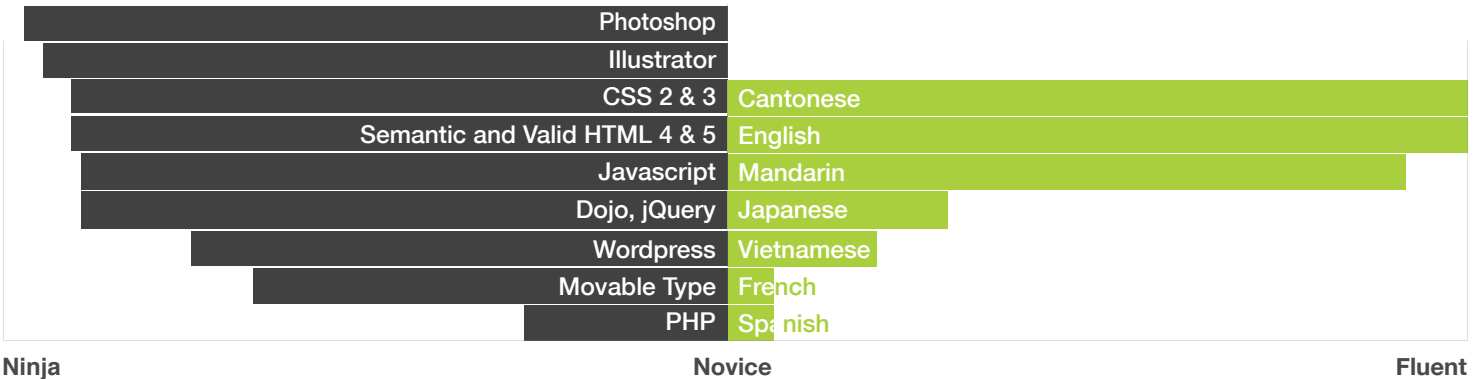 Photoshop
Illustrator
CSS 2 & 3 Cantonese
Semantic and Valid HTML 4 & 5 English
Javascript Mandarin
Dojo, jQuery Japanese
Wordpress Vietnamese
Movable Type French
PHP Spanish
Ninja Novice Fluent